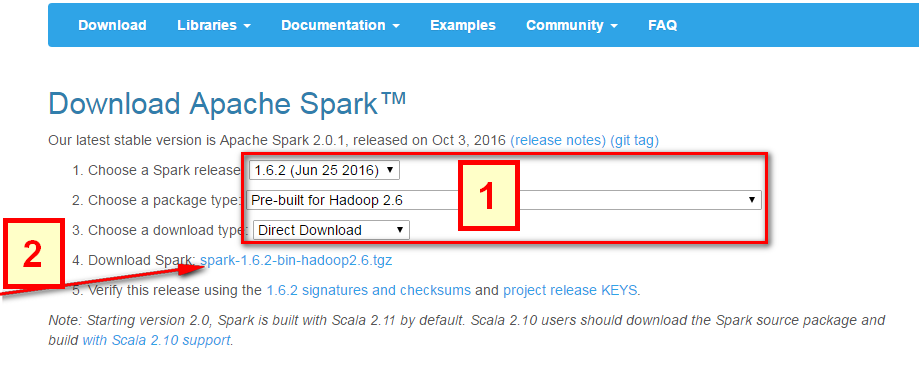 Download Libraries Documentation Examples Community FAQ
Download Apache Spark™
Our latest stable version is Apache Spark 2.0.1, released on Oct 3, 2016 (release notes) (git tag)
1. Choose a Spark release: 1.6.2 (Jun 25 2016)
1
2. Choose a package type: Pre-built for Hadoop 2.6
3. Choose a download type: Direct Download
2
4. Download Spark: spark-1.6.2-bin-hadoop2.6.tgz
5. Verify this release using the 1.6.2 signatures and checksums and project release KEYS.
Note: Starting version 2.0, Spark is built with Scala 2.11 by default. Scala 2.10 users should download the Spark source package and
build with Scala 2.10 support.